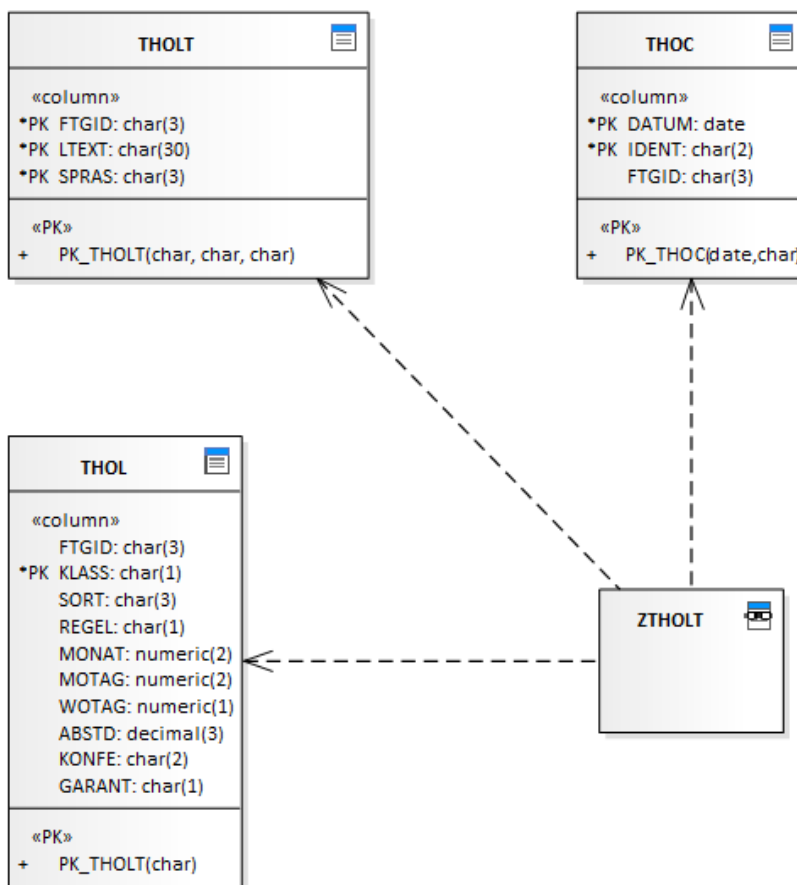 THOLT
«column»
*PK FTGID: char(3)
*PK LTEXT: char(30)
*PK SPRAS: char(3)
«PK»
+ PK_THOLT(char, char, char)
THOC
«column»
*PK DATUM: date
*PK IDENT: char(2)
FTGID: char(3)
«PK»
+ PK_THOC(date,char)
THOL
«column»
FTGID: char(3)
*PK KLASS: char(1)
SORT: char(3)
REGEL: char(1)
MONAT: numeric(2)
MOTAG: numeric(2)
WOTAG: numeric(1)
ABSTD: decimal(3)
KONFE: char(2)
GARANT: char(1)
«PK»
+ PK_THOLT(char)
ZTHOLT